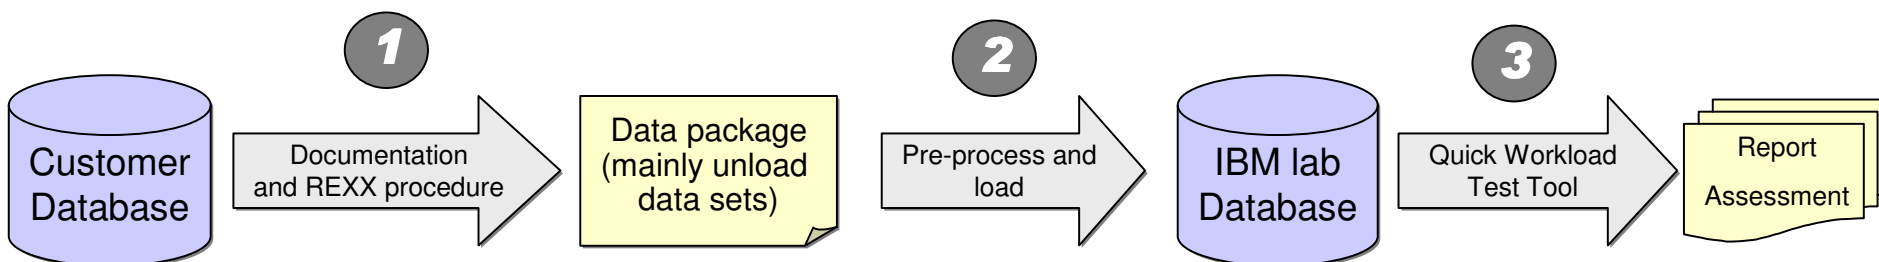 1
2
3
Customer
Database
Documentation
and REXX procedure
Data package
(mainly unload
data sets)
Pre-process and
load
IBM lab
Database
Quick Workload
Test Tool
Report
Assessment